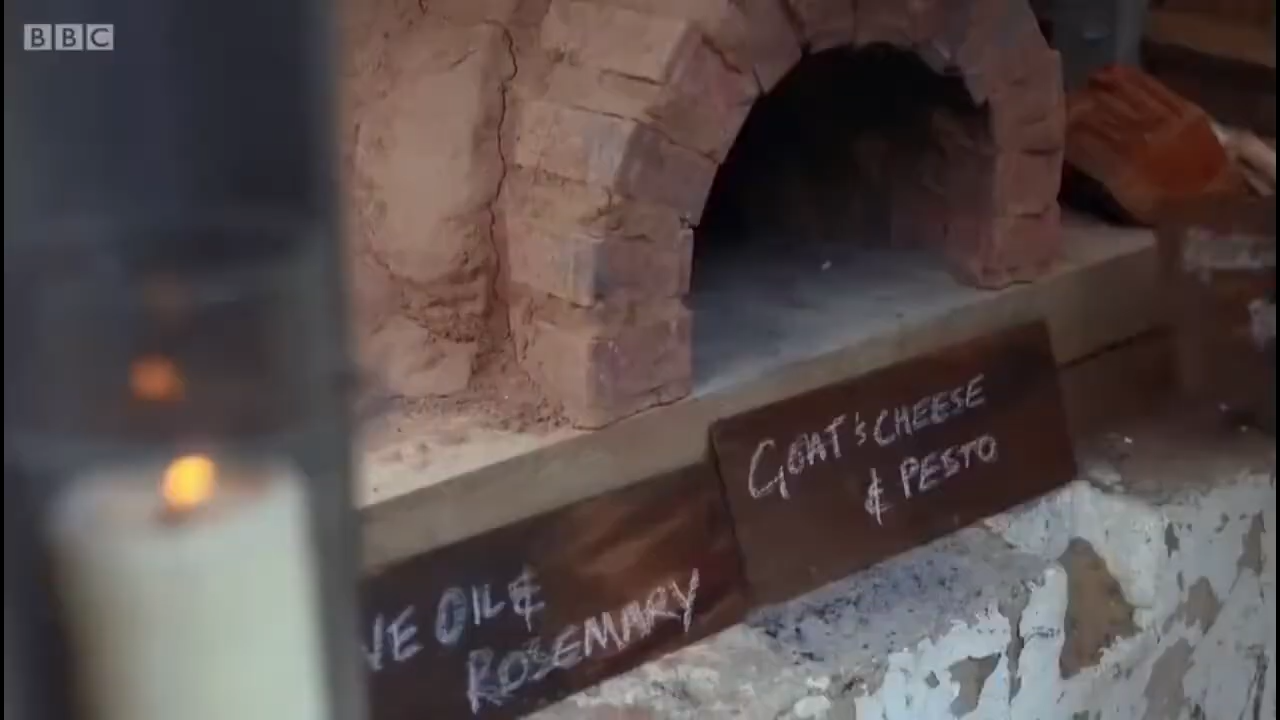 BBC
GOAT'S CHEESE
& PESTO
VE OIL &
ROSEMARY